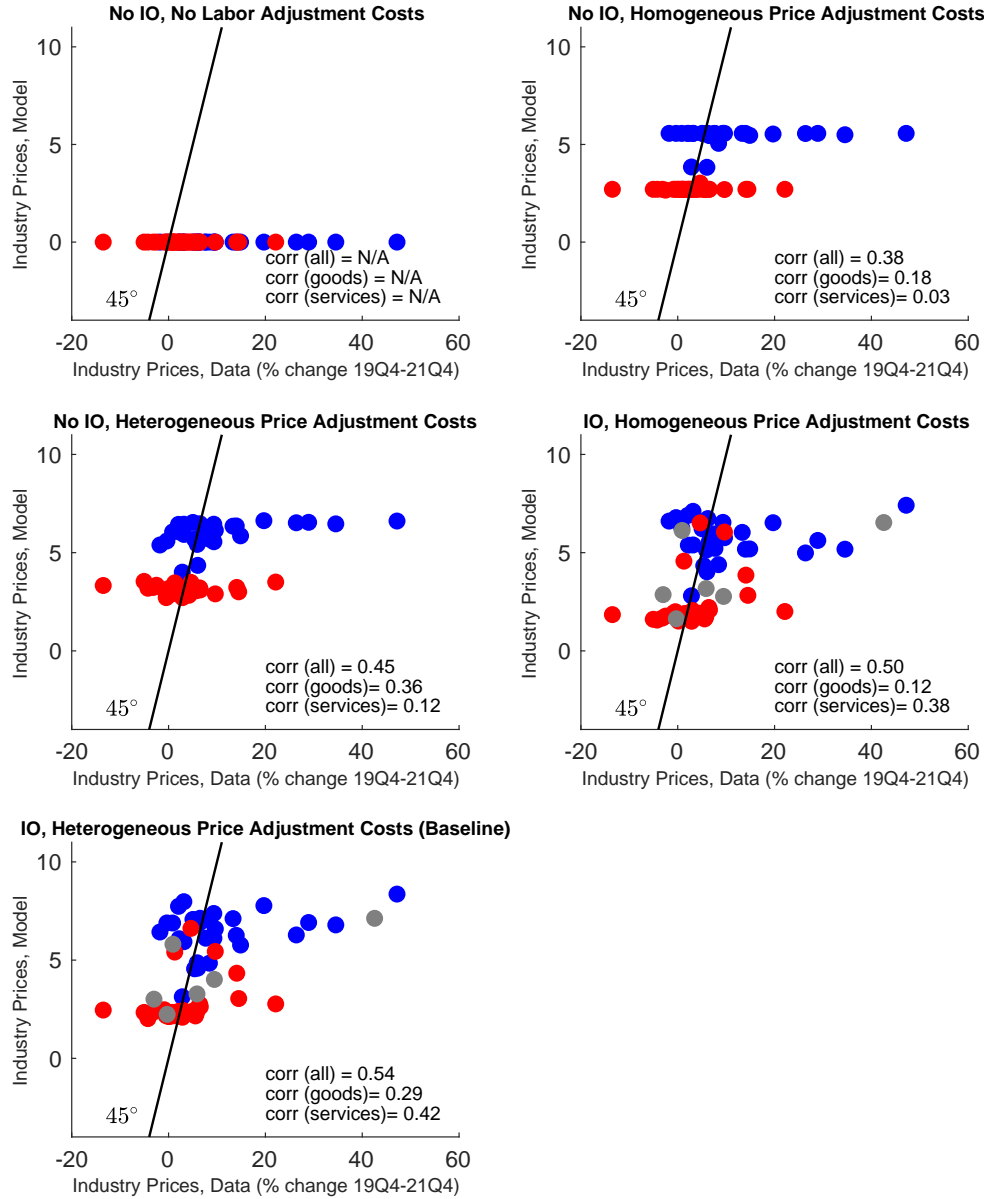 No IO, No Labor Adjustment Costs
10
5
0
Industry Prices, Model
corr (all) = N/A
corr (goods) = N/A
corr (services) = N/A
45°
-20 0 20 40 60
Industry Prices, Data (% change 19Q4-21Q4)
No IO, Homogeneous Price Adjustment Costs
10
5
0
Industry Prices, Model
corr (all) = 0.38
corr (goods) = 0.18
corr (services) = 0.03
45°
-20 0 20 40 60
Industry Prices, Data (% change 19Q4-21Q4)
No IO, Heterogeneous Price Adjustment Costs
10
5
0
Industry Prices, Model
corr (all) = 0.45
corr (goods)= 0.36
corr (services)= 0.12
45°
-20 0 20 40 60
Industry Prices, Data (% change 19Q4-21Q4)
IO, Homogeneous Price Adjustment Costs
10
5
0
Industry Prices, Model
corr (all) = 0.50
corr (goods)= 0.12
corr (services)= 0.38
45°
-20 0 20 40 60
Industry Prices, Data (% change 19Q4-21Q4)
IO, Heterogeneous Price Adjustment Costs (Baseline)
10
5
0
Industry Prices, Model
corr (all) = 0.54
corr (goods)= 0.29
corr (services)= 0.42
45°
-20 0 20 40 60
Industry Prices, Data (% change 19Q4-21Q4)